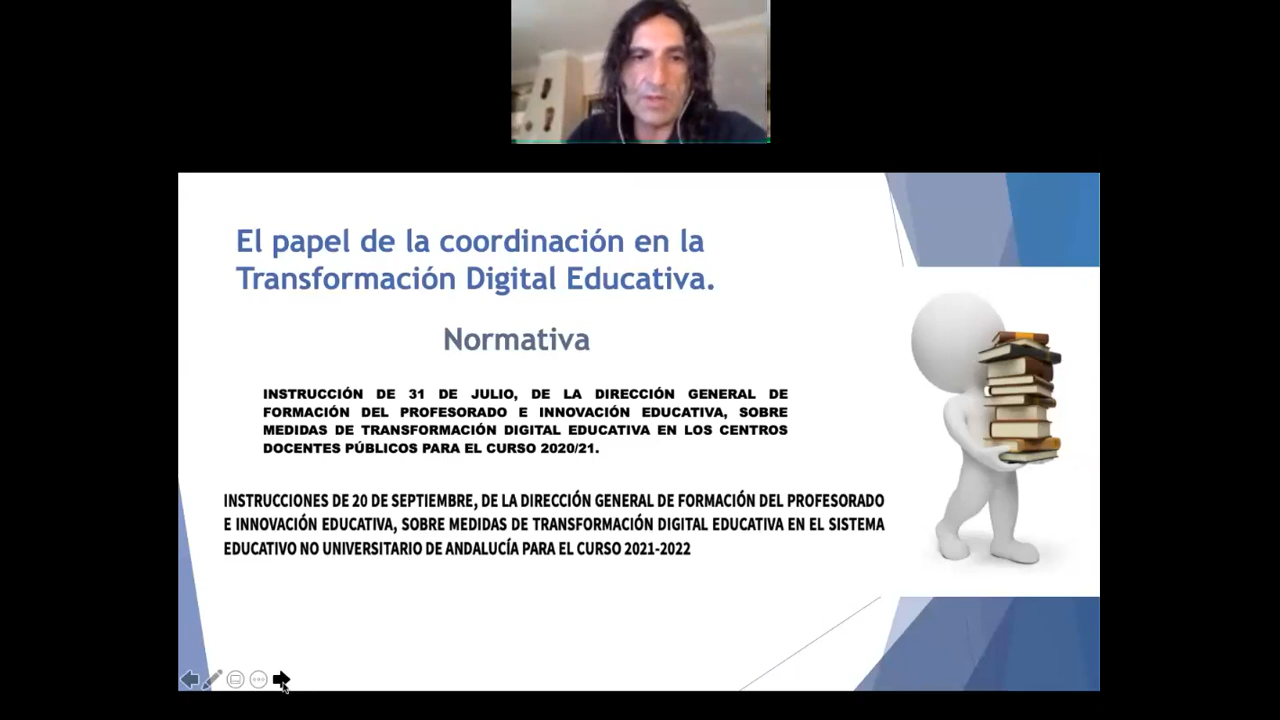 El papel de la coordinación en la
Transformación Digital Educativa.
Normativa
INSTRUCCIÓN DE 31 DE JULIO, DE LA DIRECCIÓN GENERAL DE
FORMACIÓN DEL PROFESORADO E INNOVACIÓN EDUCATIVA, SOBRE
MEDIDAS DE TRANSFORMACIÓN DIGITAL EDUCATIVA EN LOS CENTROS
DOCENTES PÚBLICOS PARA EL CURSO 2020/21.
INSTRUCCIONES DE 20 DE SEPTIEMBRE, DE LA DIRECCIÓN GENERAL DE FORMACIÓN DEL PROFESORADO
E INNOVACIÓN EDUCATIVA, SOBRE MEDIDAS DE TRANSFORMACIÓN DIGITAL EDUCATIVA EN EL SISTEMA
EDUCATIVO NO UNIVERSITARIO DE ANDALUCÍA PARA EL CURSO 2021-2022